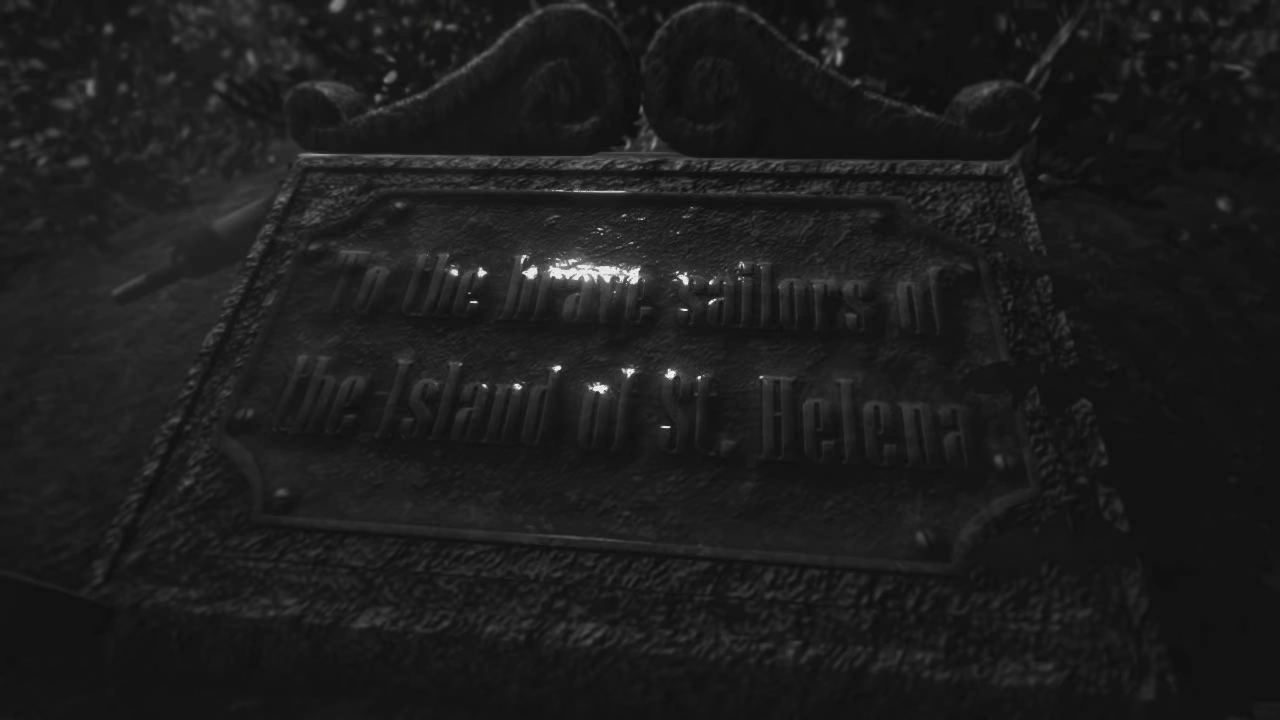 To the brave sailors of
the Island of St. Helena